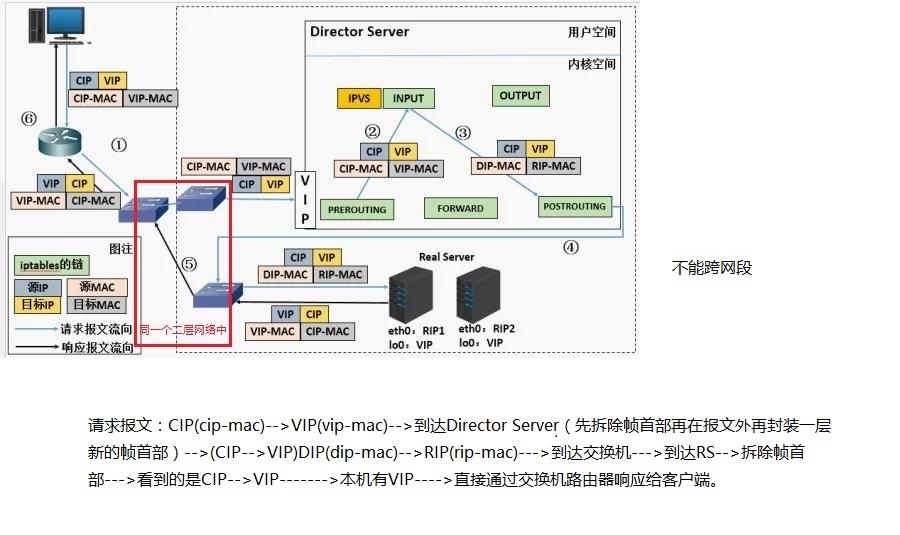 Director Server
用户空间
内核空间
IPVS
INPUT
OUTPUT
CIP VIP
CIP-MAC VIP-MAC
⑥
①
②
③
CIP VIP
CIP-MAC VIP-MAC
CIP VIP
DIP-MAC RIP-MAC
CIP-MAC VIP-MAC
CIP VIP
VIP CIP
VIP-MAC CIP-MAC
VIP
PREROUTING
FORWARD
POSTROUTING
④
图注
iptables的链
源IP 源MAC
目标IP 目标MAC
请求报文流向
响应报文流向
⑤
同一个二层网络中
CIP VIP
DIP-MAC RIP-MAC
VIP CIP
VIP-MAC CIP-MAC
Real Server
eth0：RIP1
lo0：VIP
eth0：RIP2
lo0：VIP
不能跨网段
请求报文：CIP(cip-mac)-->VIP(vip-mac)-->到达Director Server（先拆除帧首部再在报文外再封装一层
新的帧首部）-->(CIP-->VIP)DIP(dip-mac)-->RIP(rip-mac)--->到达交换机--->到达RS-->拆除帧首
部--->看到的是CIP-->VIP------->本机有VIP---->直接通过交换机路由器响应给客户端。